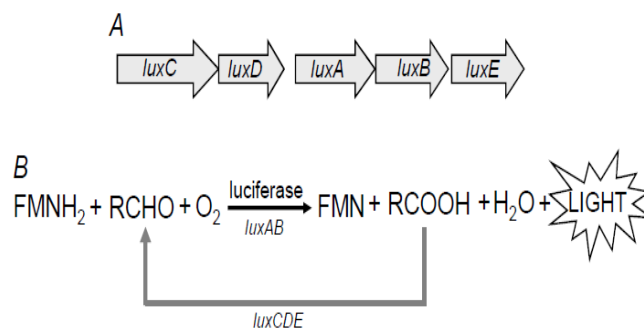 A
luxC luxD luxA luxB luxE
B
FMNH₂ + RCHO + O₂ luciferase luxAB FMN + RCOOH + H₂O + LIGHT
luxCDE